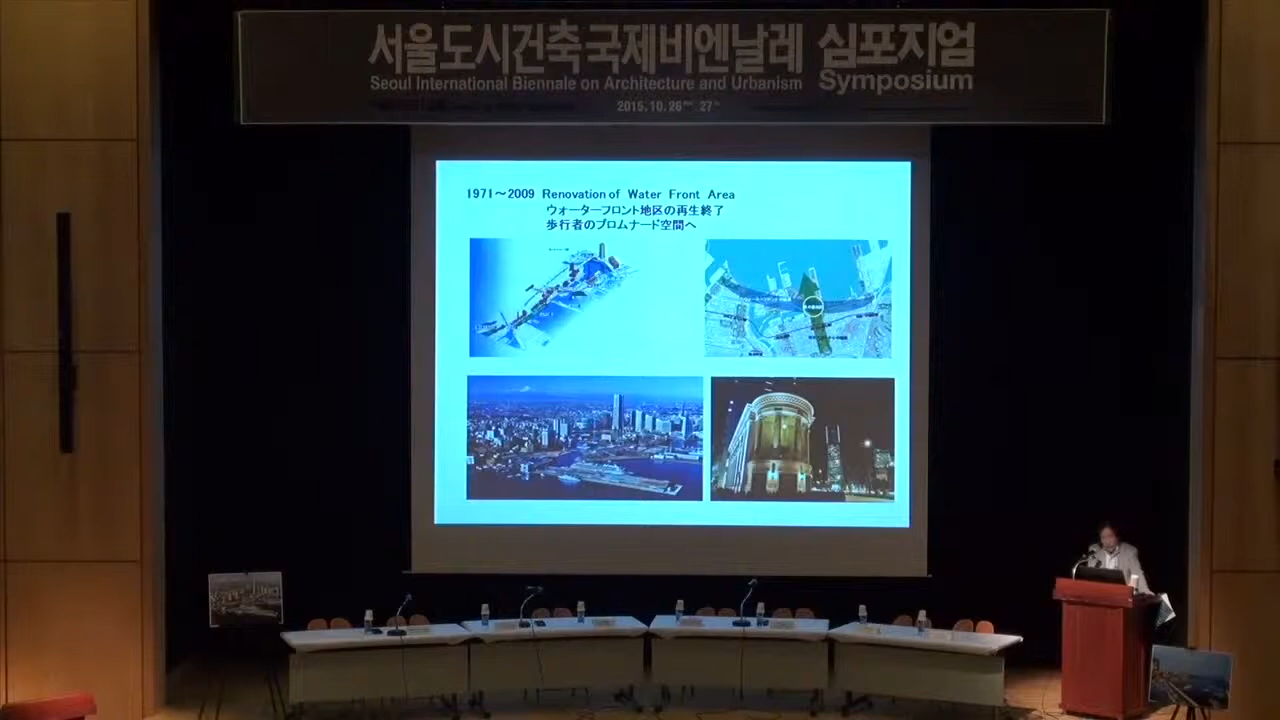 서울도시건축국제비엔날레 심포지엄
Seoul International Biennale on Architecture and Urbanism Symposium
2015.10.26 27
1971～2009 Renovation of Water Front Area
ウォーターフロント地区の再生終了
歩行者のプロムナード空間へ